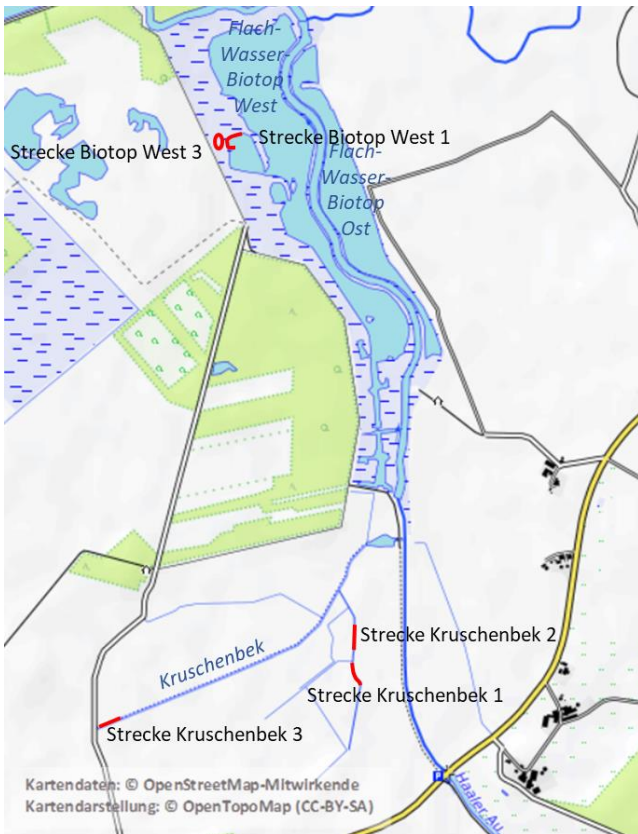 Flach-
Wasser-
Biotop
West
Strecke Biotop West 1
Strecke Biotop West 3
Flach-
Wasser-
Biotop
Ost
Strecke Kruschenbek 2
Kruschenbek
Strecke Kruschenbek 1
Strecke Kruschenbek 3
Haaler Au
Kartendaten: © OpenStreetMap-Mitwirkende
Kartendarstellung: © OpenTopoMap (CC-BY-SA)